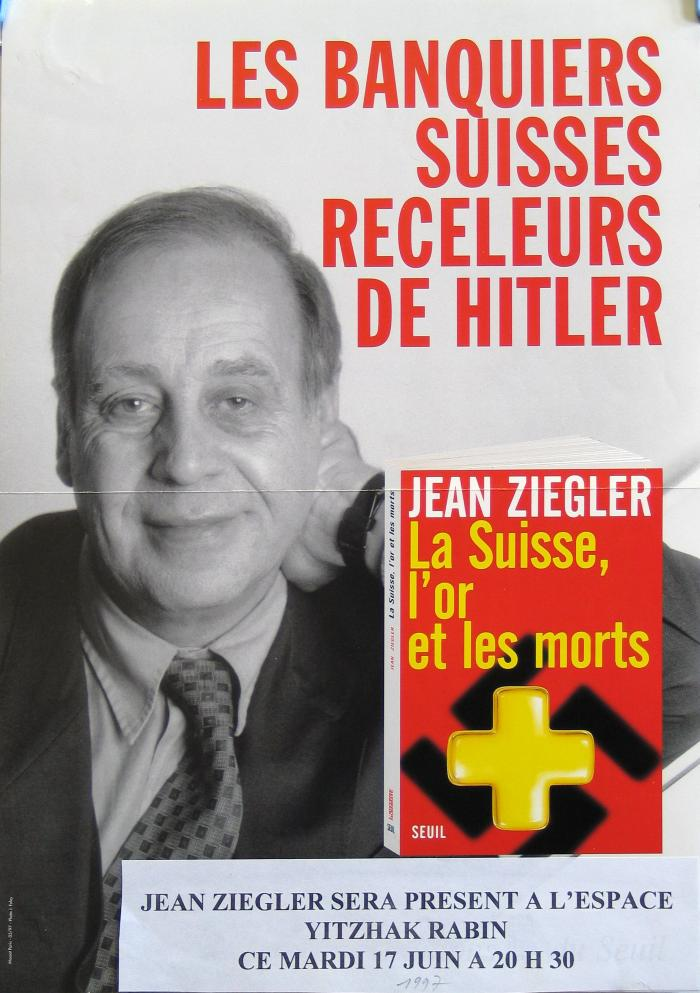 LES BANQUIERS
SUISSES
RECELEURS
DE HITLER
La Suisse, l'or et les morts
JEAN ZIEGLER
JEAN ZIEGLER
La Suisse,
l'or
et les morts
SEUIL
JEAN ZIEGLER SERA PRESENT A L'ESPACE
YITZHAK RABIN
CE MARDI 17 JUIN A 20 H 30
1997